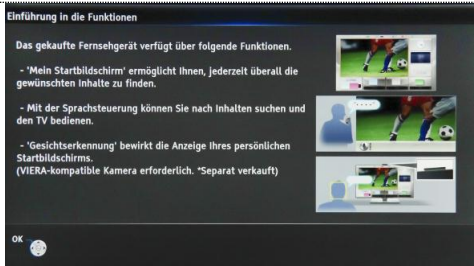 Einführung in die Funktionen
Das gekaufte Fernsehgerät verfügt über folgende Funktionen.
- 'Mein Startbildschirm' ermöglicht Ihnen, jederzeit überall die
gewünschten Inhalte zu finden.
- Mit der Sprachsteuerung können Sie nach Inhalten suchen und
den TV bedienen.
- 'Gesichtserkennung' bewirkt die Anzeige Ihres persönlichen
Startbildschirms.
(VIERA-kompatible Kamera erforderlich. *Separat verkauft)
OK